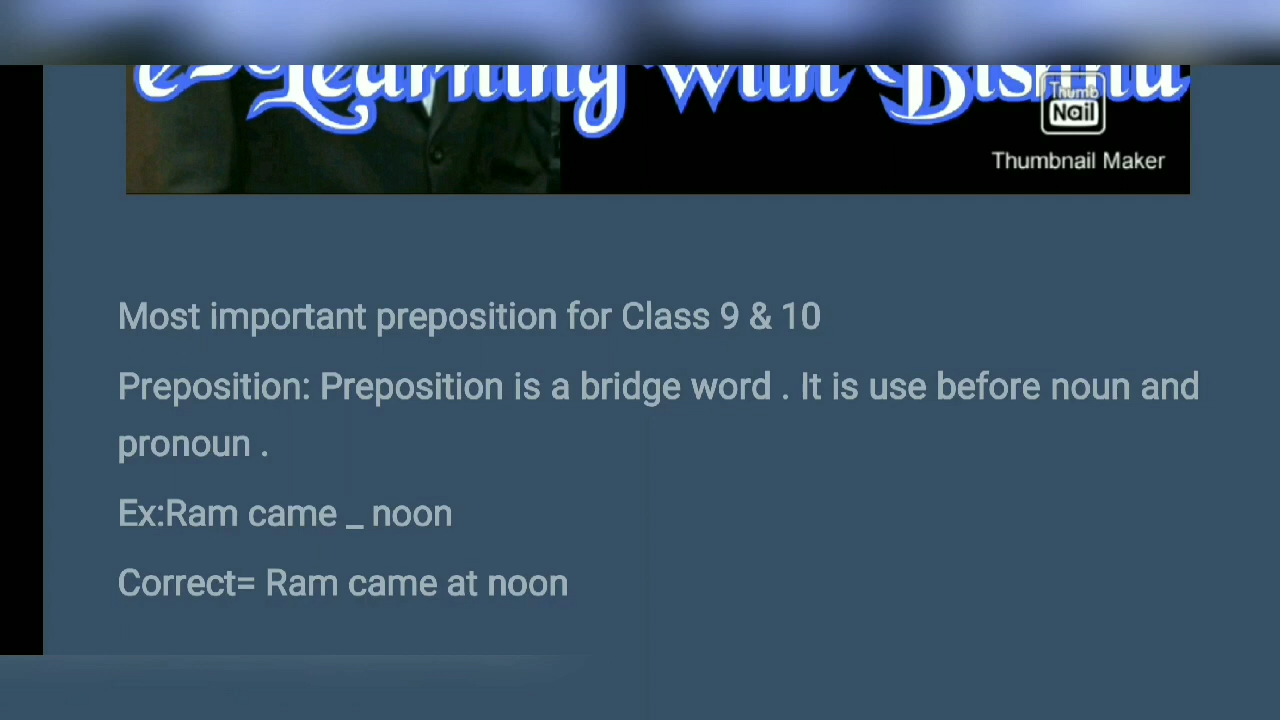 e-Learning with Bishnu
Thumb
Nail
Thumbnail Maker
Most important preposition for Class 9 & 10
Preposition: Preposition is a bridge word . It is use before noun and
pronoun .
Ex:Ram came _ noon
Correct= Ram came at noon